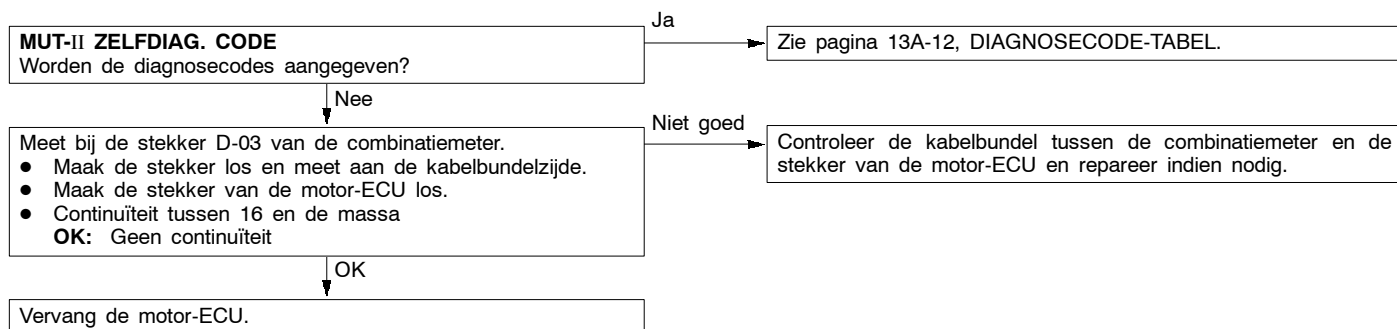 MUT-II ZELFDIAG. CODE
Worden de diagnosecodes aangegeven?
Ja
Zie pagina 13A-12, DIAGNOSECODE-TABEL.
Nee
Meet bij de stekker D-03 van de combinatiemeter.
● Maak de stekker los en meet aan de kabelbundelzijde.
● Maak de stekker van de motor-ECU los.
● Continuïteit tussen 16 en de massa
OK: Geen continuïteit
Niet goed
Controleer de kabelbundel tussen de combinatiemeter en de
stekker van de motor-ECU en repareer indien nodig.
OK
Vervang de motor-ECU.